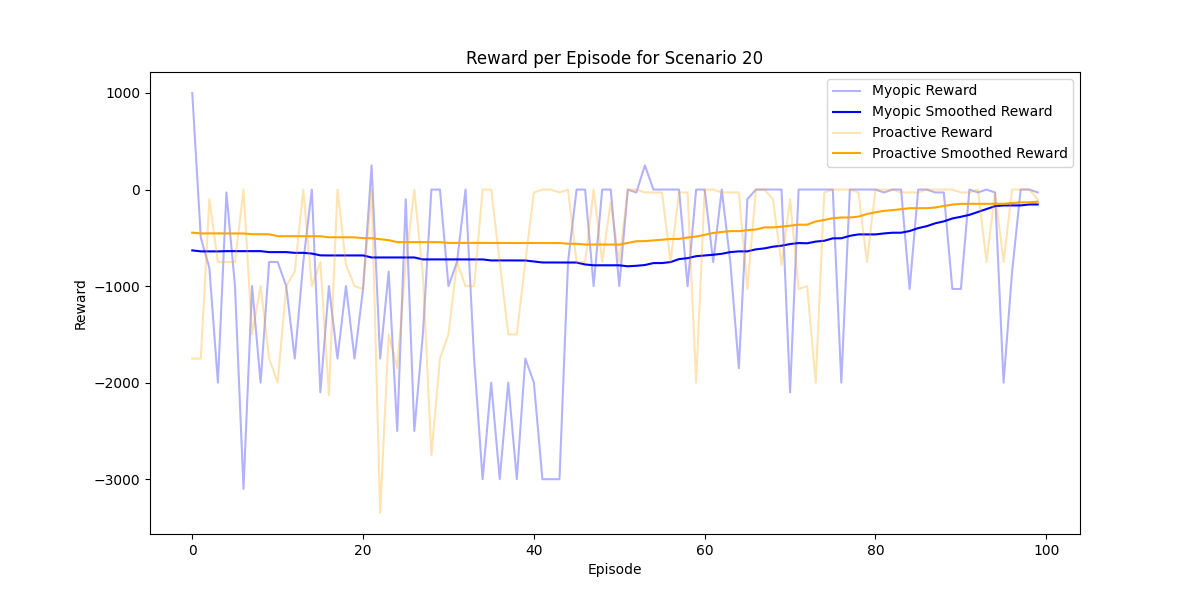 Reward per Episode for Scenario 20
1000
0
−1000
−2000
−3000
Reward
Myopic Reward
Myopic Smoothed Reward
Proactive Reward
Proactive Smoothed Reward
0 20 40 60 80 100
Episode